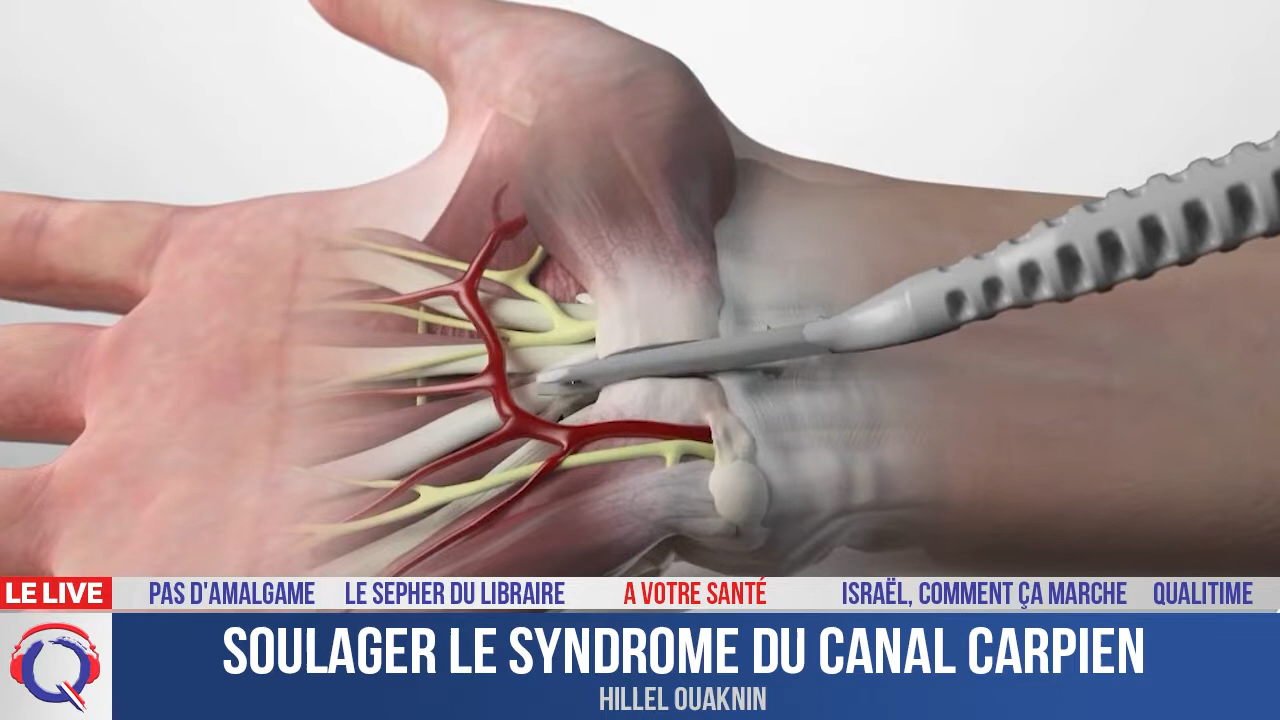 LE LIVE PAS D'AMALGAME LE SEPHER DU LIBRAIRE A VOTRE SANTÉ ISRAËL, COMMENT ÇA MARCHE QUALITIME
SOULAGER LE SYNDROME DU CANAL CARPIEN
HILLEL OUAKNIN